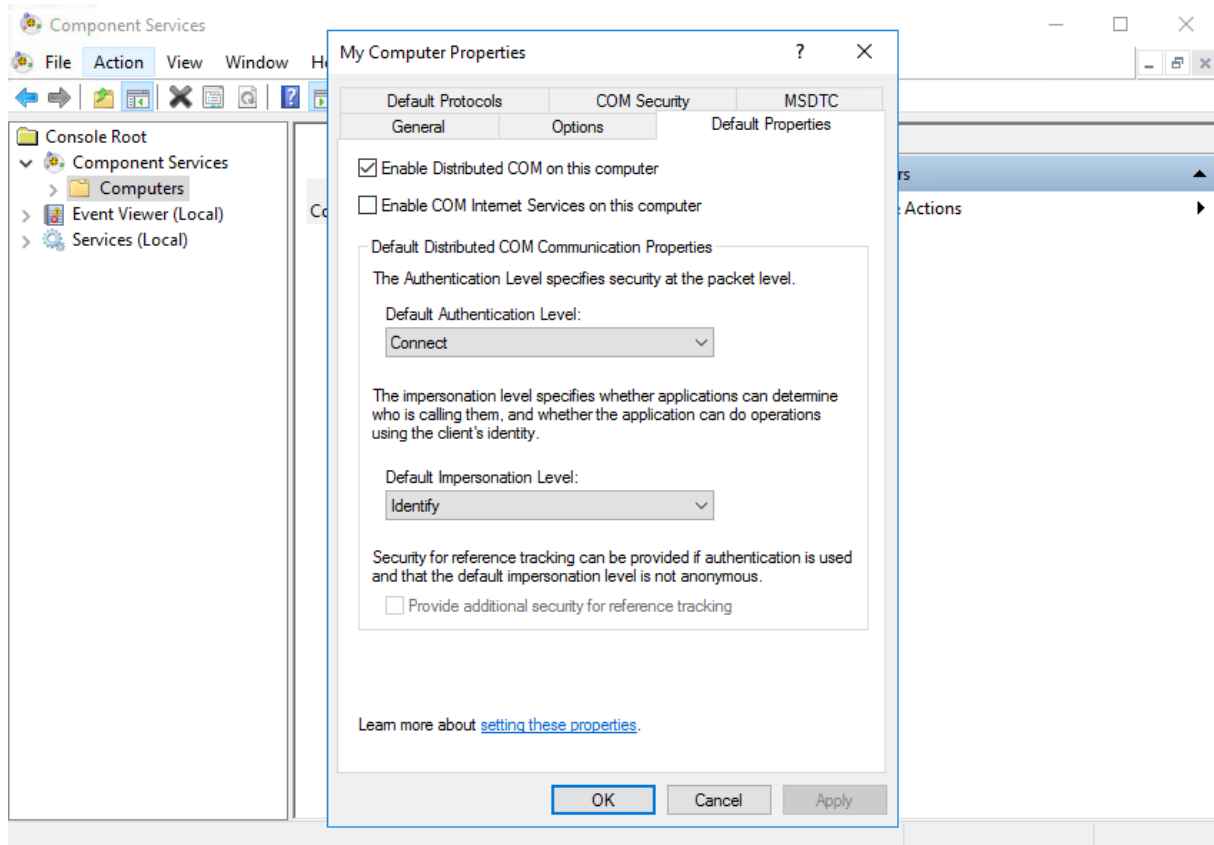 Component Services
File Action View Window
My Computer Properties
Default Protocols COM Security MSDTC
General Options Default Properties
Console Root
Component Services
Computers
Event Viewer (Local)
Services (Local)
Enable Distributed COM on this computer
Enable COM Internet Services on this computer
Default Distributed COM Communication Properties
The Authentication Level specifies security at the packet level.
Default Authentication Level:
Connect
The impersonation level specifies whether applications can determine
who is calling them, and whether the application can do operations
using the client's identity.
Default Impersonation Level:
Identify
Security for reference tracking can be provided if authentication is used
and that the default impersonation level is not anonymous.
Provide additional security for reference tracking
Learn more about setting these properties.
OK Cancel Apply
Actions